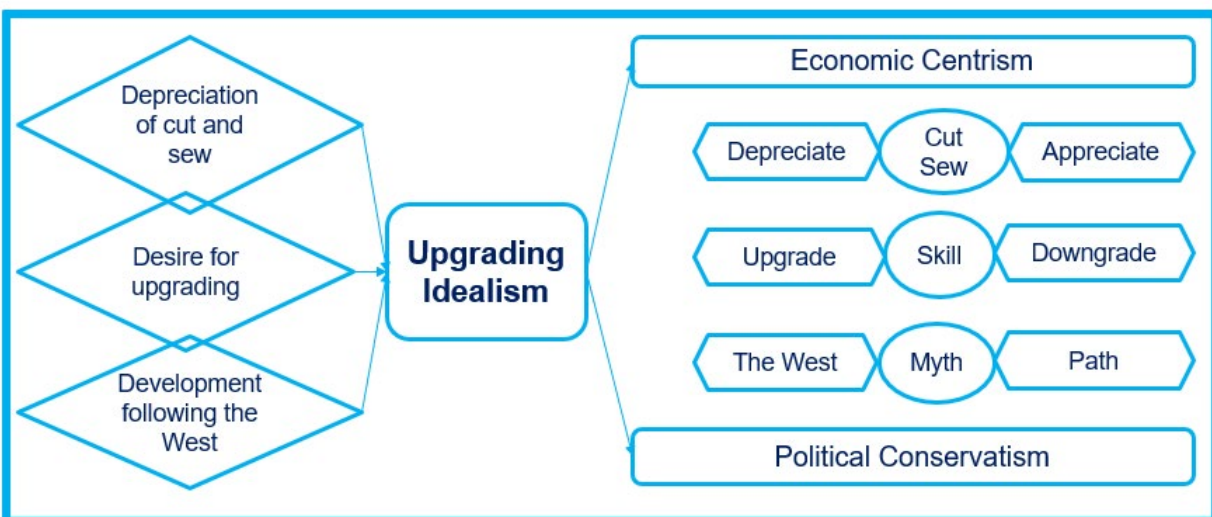 Depreciation
of cut and
sew
Desire for
upgrading
Development
following the
West
Upgrading
Idealism
Economic Centrism
Depreciate
Cut
Sew
Appreciate
Upgrade
Skill
Downgrade
The West
Myth
Path
Political Conservatism